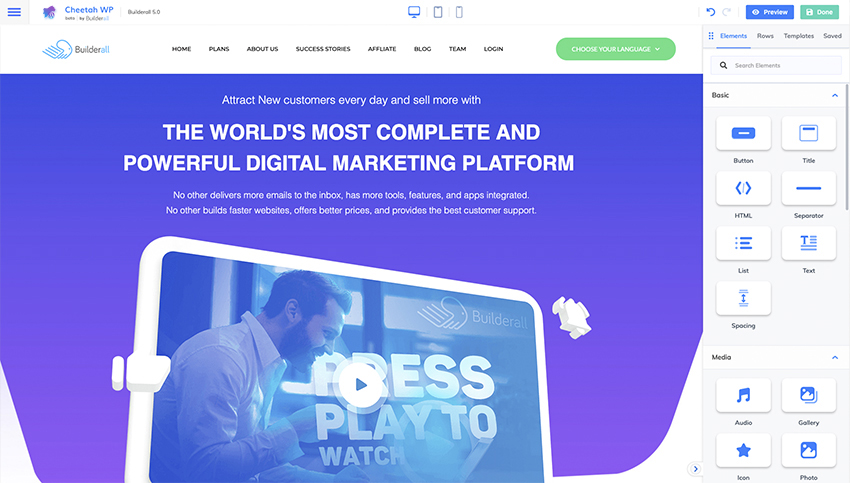 Cheetah WP
beta by Builderall
Builderall 5.0
Preview
Done
Builderall
HOME
PLANS
ABOUT US
SUCCESS STORIES
AFFILIATE
BLOG
TEAM
LOGIN
CHOOSE YOUR LANGUAGE
Attract New customers every day and sell more with
THE WORLD'S MOST COMPLETE AND
POWERFUL DIGITAL MARKETING PLATFORM
No other delivers more emails to the inbox, has more tools, features, and apps integrated.
No other builds faster websites, offers better prices, and provides the best customer support.
Builderall
PRESS
PLAY TO
WATCH
Elements
Rows
Templates
Saved
Search Elements
Basic
Button
Title
HTML
Separator
List
Text
Spacing
Media
Audio
Gallery
Icon
Photo